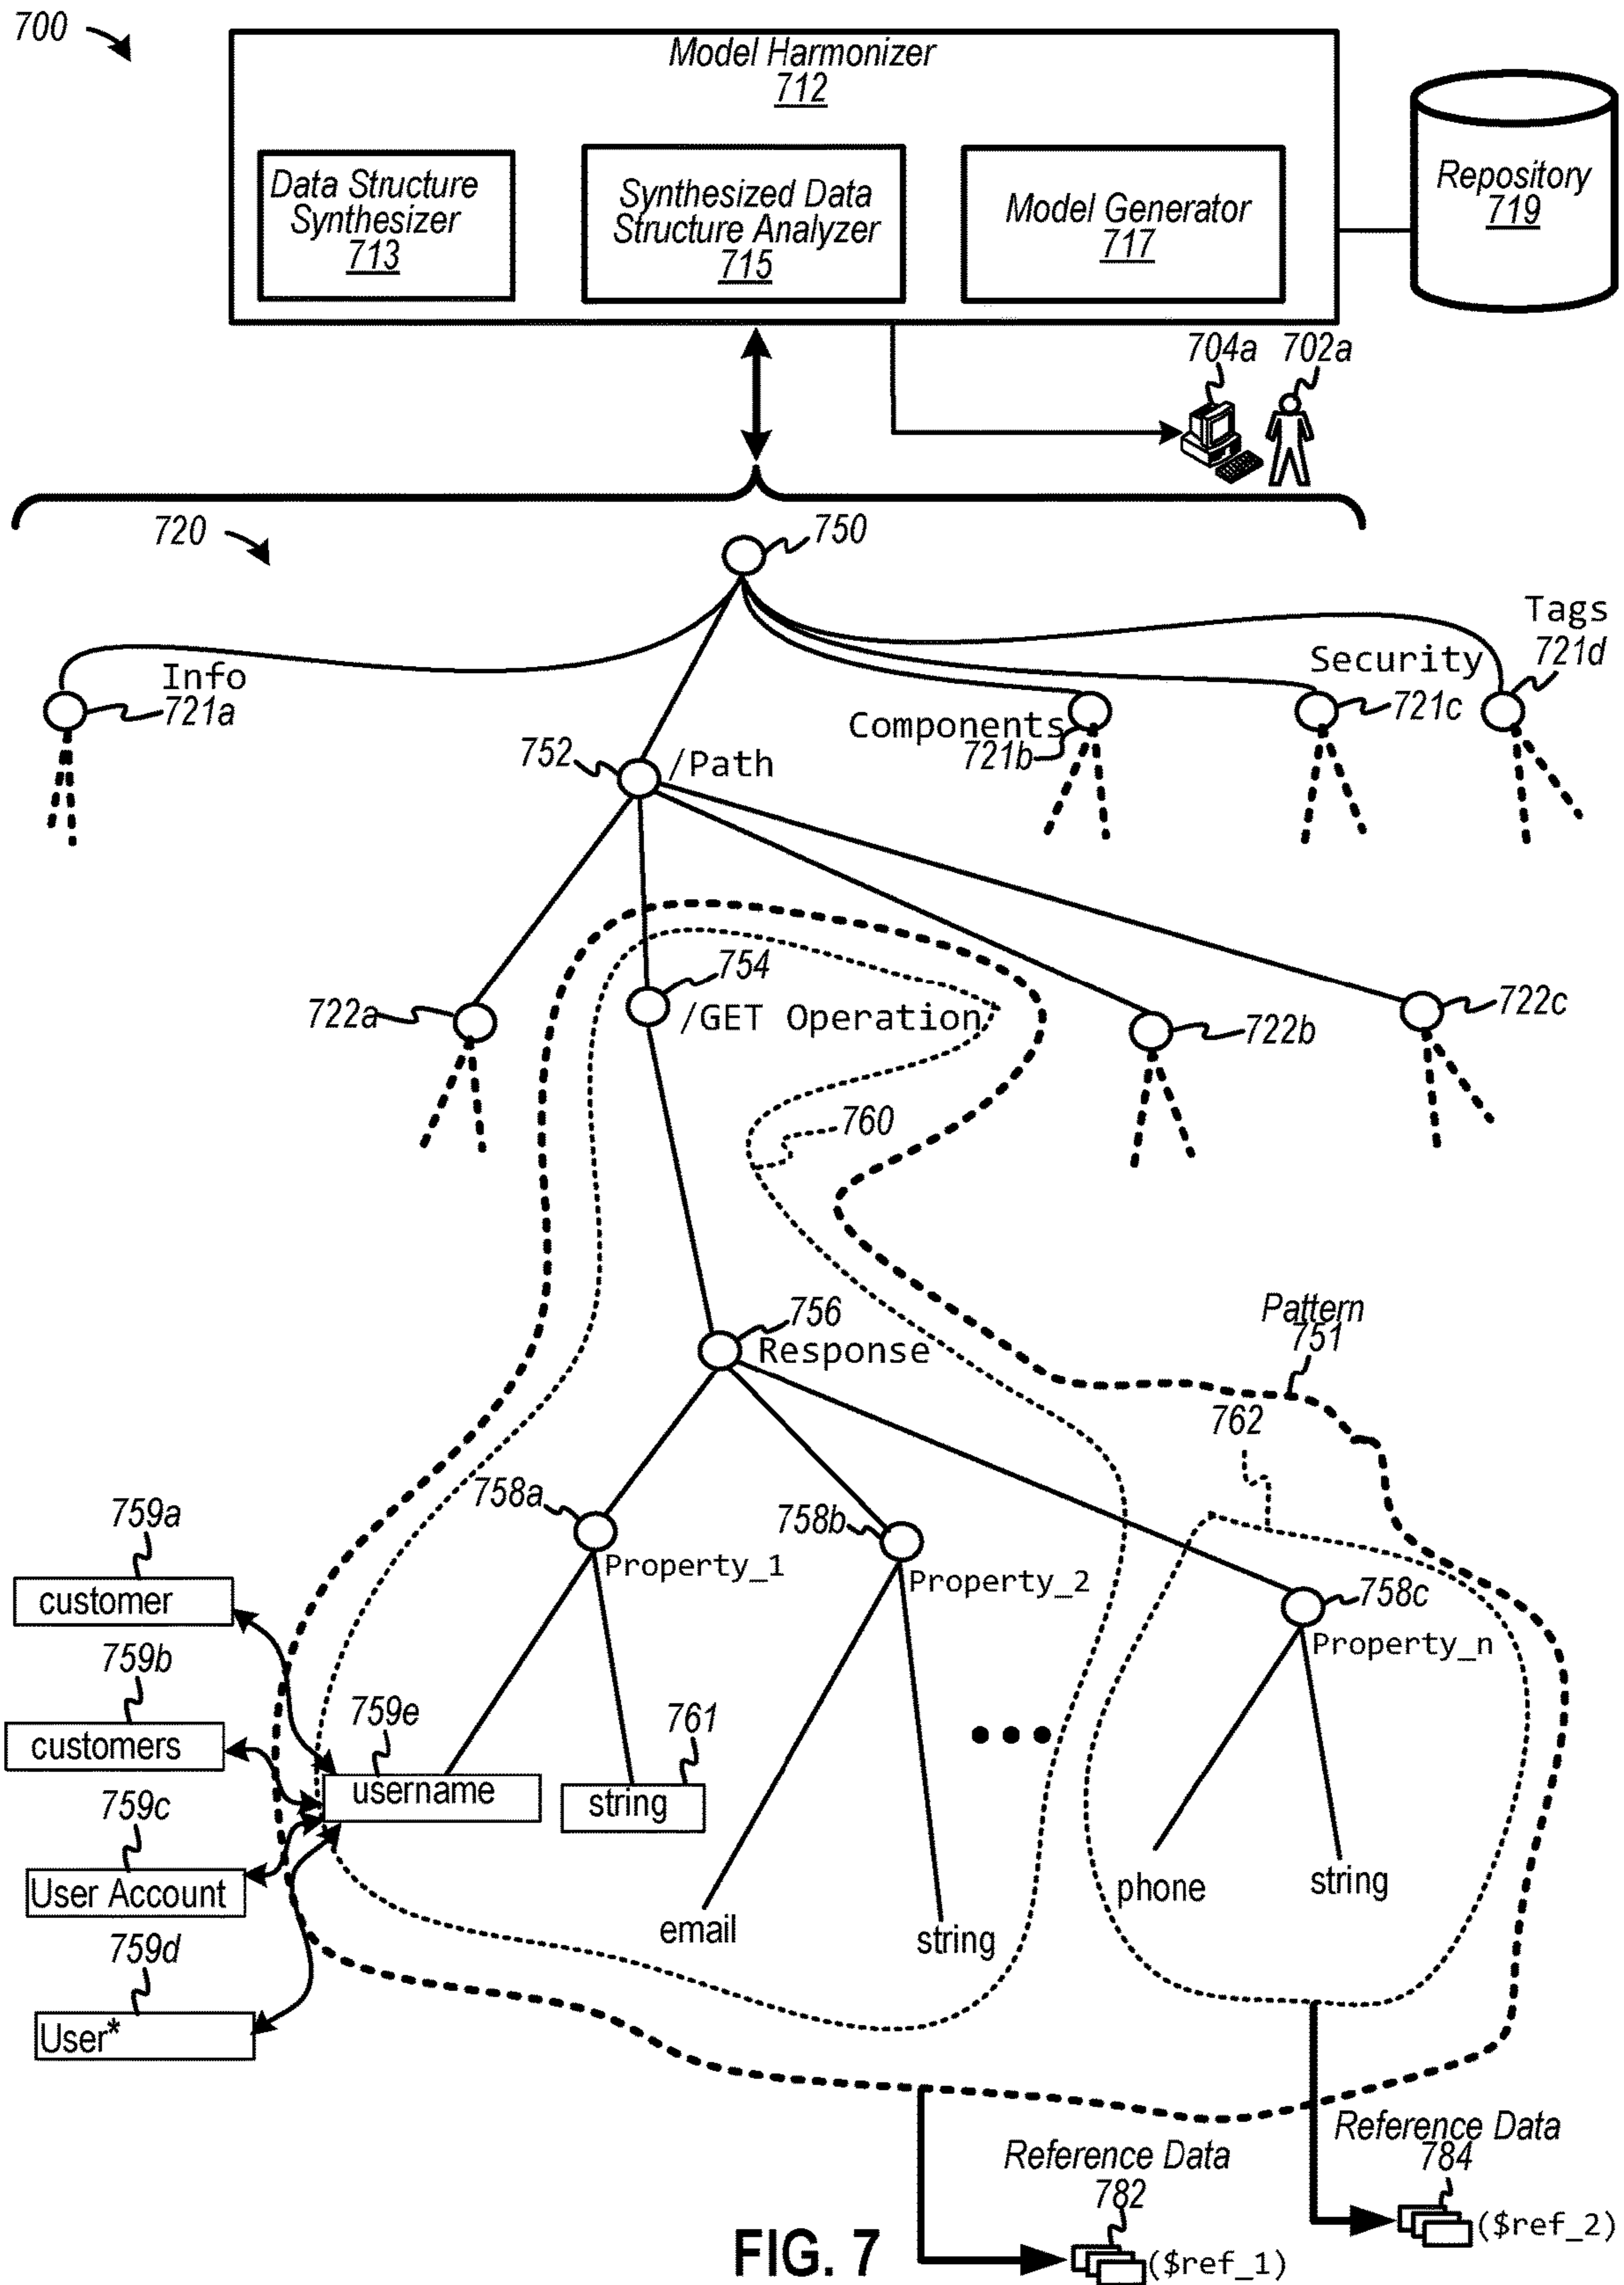 700
Model Harmonizer
712
Data Structure
Synthesizer
713
Synthesized Data
Structure Analyzer
715
Model Generator
717
Repository
719
704a
702a
720
750
Info
721a
Components
721b
Security
721c
Tags
721d
752
/Path
722a
754
/GET Operation
722b
722c
760
756
Response
Pattern
751
762
758a
Property_1
758b
Property_2
758c
Property_n
759a
customer
759b
customers
759c
User Account
759d
User*
759e
username
761
string
email
string
phone
string
Reference Data
782
($ref_1)
Reference Data
784
($ref_2)
FIG. 7